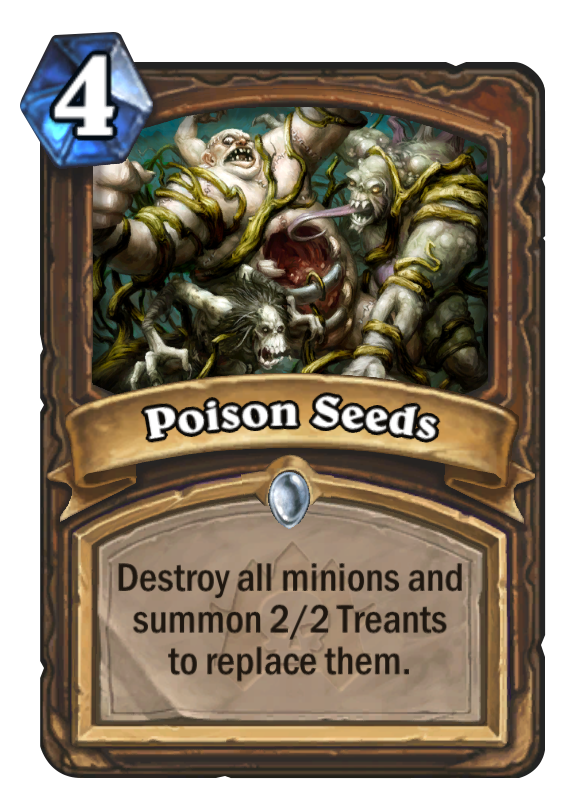 4
Poison Seeds
Destroy all minions and
summon 2/2 Treants
to replace them.